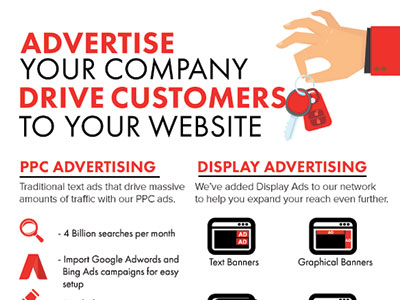 ADVERTISE
YOUR COMPANY
DRIVE CUSTOMERS
TO YOUR WEBSITE
PPC ADVERTISING
Traditional text ads that drive massive
amounts of traffic with our PPC ads.
- 4 Billion searches per month
- Import Google Adwords and
Bing Ads campaigns for easy
setup
DISPLAY ADVERTISING
We've added Display Ads to our network
to help you expand your reach even further.
AD
AD
Text Banners
Graphical Banners